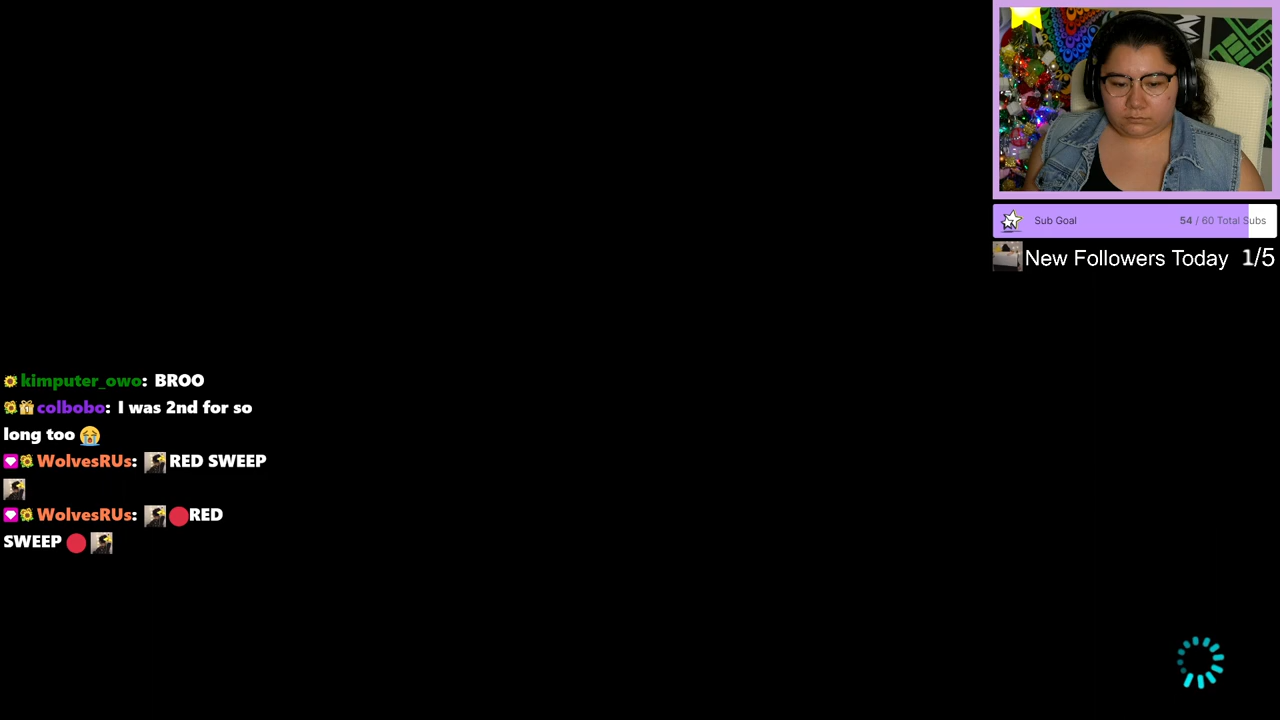 Sub Goal 54 / 60 Total Subs
New Followers Today 1/5
kimputer_owo: BROO
colbobo: I was 2nd for so
long too 😭
WolvesRUs: RED SWEEP
WolvesRUs: 🔴RED
SWEEP 🔴